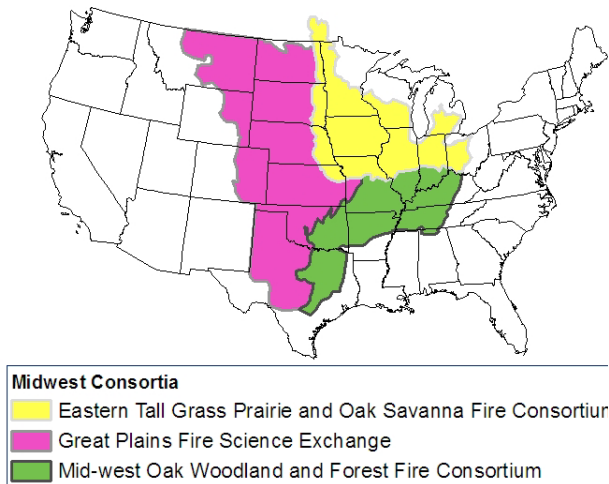 Midwest Consortia
Eastern Tall Grass Prairie and Oak Savanna Fire Consortium
Great Plains Fire Science Exchange
Mid-west Oak Woodland and Forest Fire Consortium